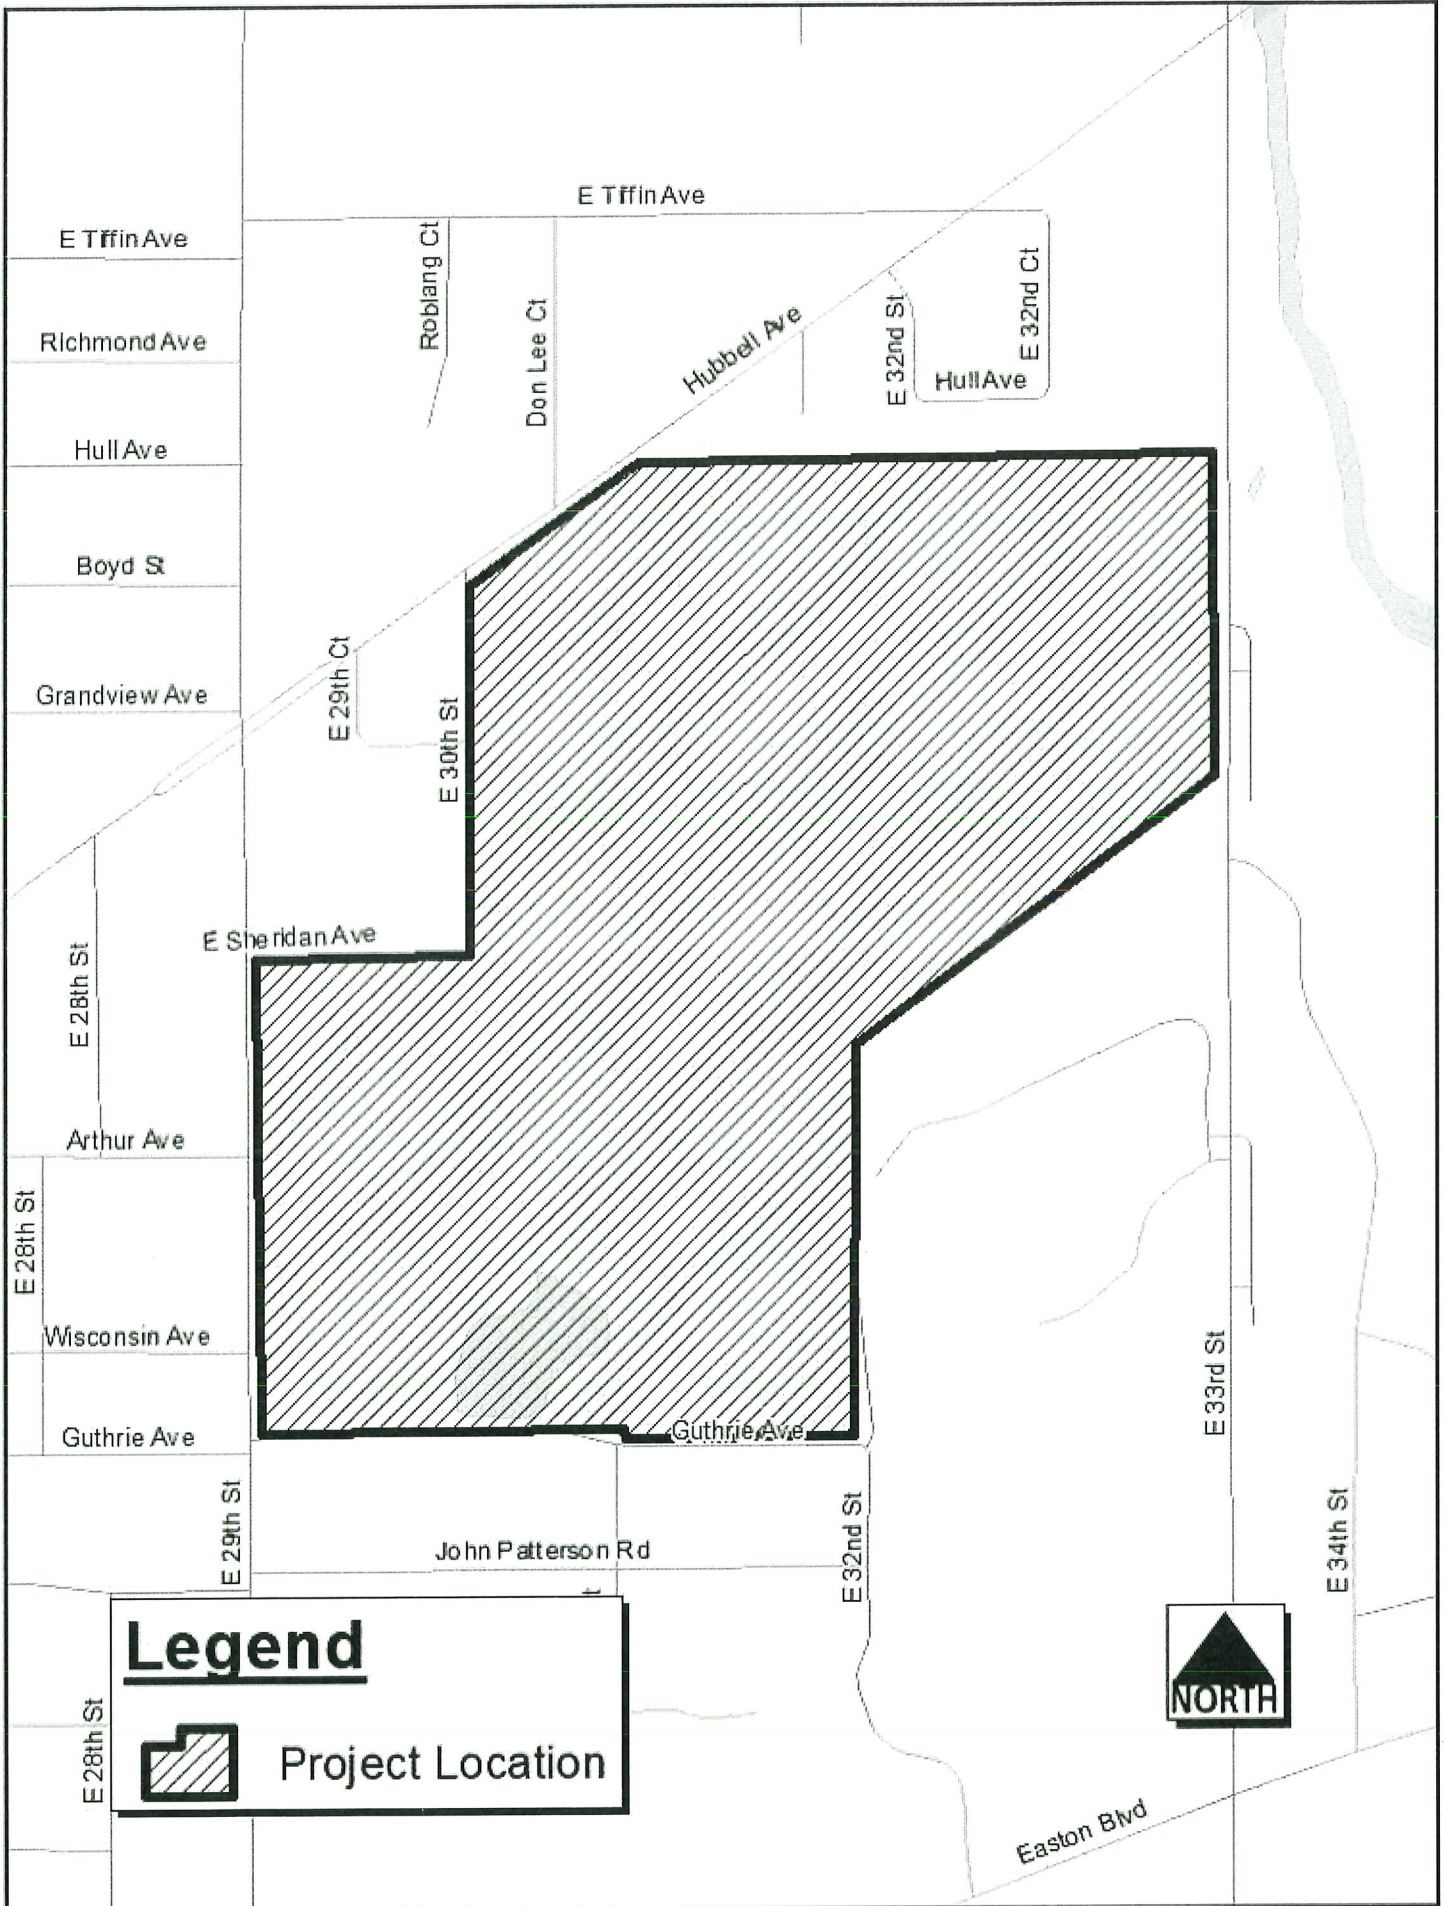 E Tiffin Ave
E Tiffin Ave
Roblang Ct
Don Lee Ct
E 32nd Ct
E 32nd St
Hubbell Ave
Richmond Ave
Hull Ave
Hull Ave
Boyd St
E 29th Ct
Grandview Ave
E 30th St
E Sheridan Ave
E 28th St
Arthur Ave
E 28th St
Wisconsin Ave
E 33rd St
Guthrie Ave
Guthrie Ave
E 29th St
E 32nd St
E 34th St
John Patterson Rd
t
Legend
NORTH
E 28th St
Project Location
Easton Blvd